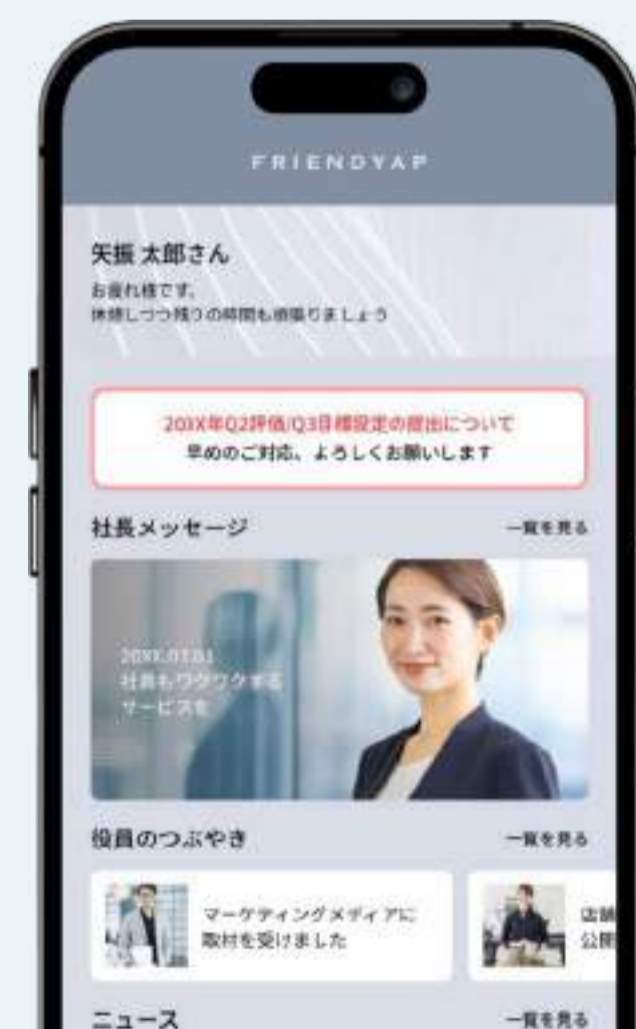 FRIENDYAP
矢振 太郎さん
お疲れ様です。
休憩しつつ残りの時間も頑張りましょう
20XX年Q2評価/Q3目標設定の提出について
早めのご対応、よろしくお願いします
社長メッセージ
一覧を見る
20XX.07.01
社員もワクワクする
サービスを
役員のつぶやき
一覧を見る
マーケティングメディアに
取材を受けました
店舗
公開
ニュース
一覧を見る